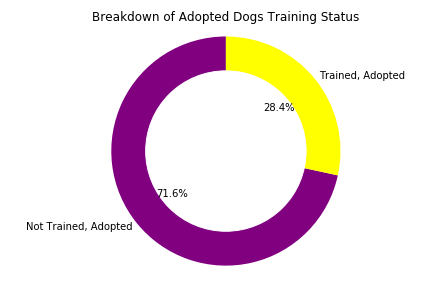 Breakdown of Adopted Dogs Training Status
Trained, Adopted
28.4%
71.6%
Not Trained, Adopted